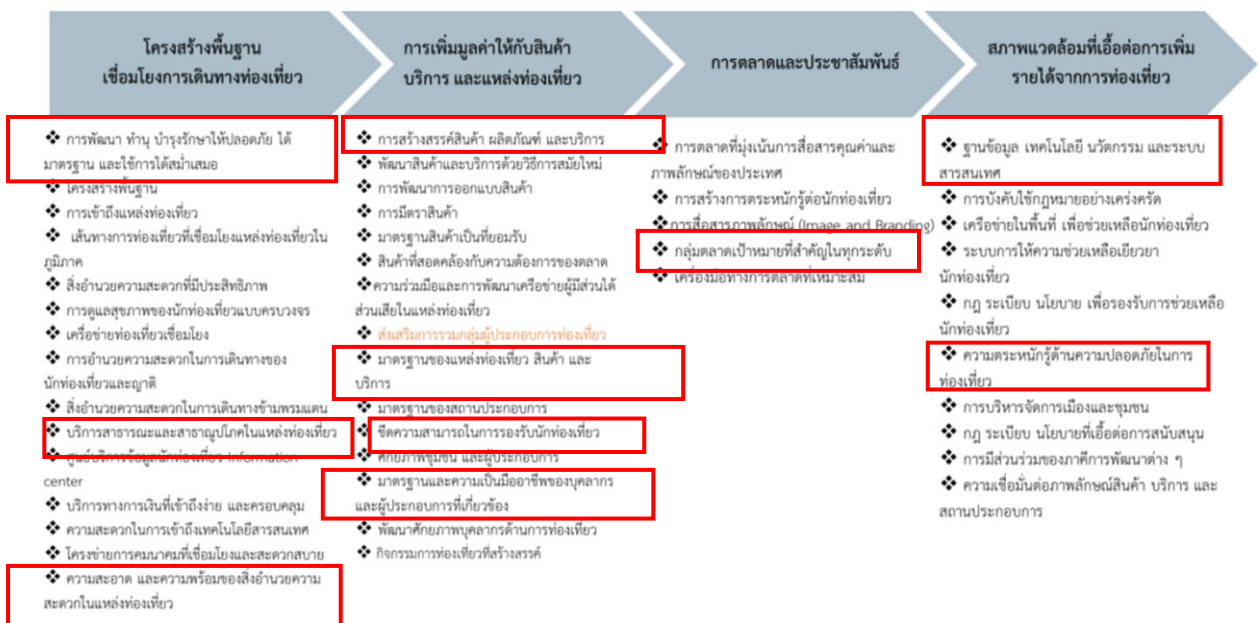 โครงสร้างพื้นฐาน
เชื่อมโยงการเดินทางท่องเที่ยว
❖ การพัฒนา ทำนุ บำรุงรักษาให้ปลอดภัย ได้
มาตรฐาน และใช้การได้สม่ำเสมอ
❖ โครงสร้างพื้นฐาน
❖ การเข้าถึงแหล่งท่องเที่ยว
❖ เส้นทางการท่องเที่ยวที่เชื่อมโยงแหล่งท่องเที่ยวใน
ภูมิภาค
❖ สิ่งอำนวยความสะดวกที่มีประสิทธิภาพ
❖ การดูแลสุขภาพของนักท่องเที่ยวแบบครบวงจร
❖ เครือข่ายท่องเที่ยวเชื่อมโยง
❖ การอำนวยความสะดวกในการเดินทางของ
นักท่องเที่ยวและญาติ
❖ สิ่งอำนวยความสะดวกในการเดินทางข้ามพรมแดน
❖ บริการสาธารณะและสาธาณูปโภคในแหล่งท่องเที่ยว
❖ ศูนย์บริการข้อมูลนักท่องเที่ยว Information
center
❖ บริการทางการเงินที่เข้าถึงง่าย และครอบคลุม
❖ ความสะดวกในการเข้าถึงเทคโนโลยีสารสนเทศ
❖ โครงข่ายการคมนาคมที่เชื่อมโยงและสะดวกสบาย
❖ ความสะอาด และความพร้อมของสิ่งอำนวยความ
สะดวกในแหล่งท่องเที่ยว
การเพิ่มมูลค่าให้กับสินค้า
บริการ และแหล่งท่องเที่ยว
❖ การสร้างสรรค์สินค้า ผลิตภัณฑ์ และบริการ
❖ พัฒนาสินค้าและบริการด้วยวิธีการสมัยใหม่
❖ การพัฒนาการออกแบบสินค้า
❖ การมีตราสินค้า
❖ มาตรฐานสินค้าเป็นที่ยอมรับ
❖ สินค้าที่สอดคล้องกับความต้องการของตลาด
❖ความร่วมมือและการพัฒนาเครือข่ายผู้มีส่วนได้
ส่วนเสียในแหล่งท่องเที่ยว
❖ ส่งเสริมการรวมกลุ่มผู้ประกอบการท่องเที่ยว
❖ มาตรฐานของแหล่งท่องเที่ยว สินค้า และ
บริการ
❖ มาตรฐานของสถานประกอบการ
❖ ขีดความสามารถในการรองรับนักท่องเที่ยว
❖ ศักยภาพชุมชน และผู้ประกอบการ
❖ มาตรฐานและความเป็นมืออาชีพของบุคลากร
และผู้ประกอบการที่เกี่ยวข้อง
❖ พัฒนาศักยภาพบุคลากรด้านการท่องเที่ยว
❖ กิจกรรมการท่องเที่ยวที่สร้างสรรค์
การตลาดและประชาสัมพันธ์
❖ การตลาดที่มุ่งเน้นการสื่อสารคุณค่าและ
ภาพลักษณ์ของประเทศ
❖ การสร้างการตระหนักรู้ต่อนักท่องเที่ยว
❖การสื่อสารภาพลักษณ์ (Image and Branding)
❖ กลุ่มตลาดเป้าหมายที่สำคัญในทุกระดับ
❖ เครื่องมือทางการตลาดที่เหมาะสม
สภาพแวดล้อมที่เอื้อต่อการเพิ่ม
รายได้จากการท่องเที่ยว
❖ ฐานข้อมูล เทคโนโลยี นวัตกรรม และระบบ
สารสนเทศ
❖ การบังคับใช้กฎหมายอย่างเคร่งครัด
❖ เครือข่ายในพื้นที่ เพื่อช่วยเหลือนักท่องเที่ยว
❖ ระบบการให้ความช่วยเหลือเยียวยา
นักท่องเที่ยว
❖ กฎ ระเบียบ นโยบาย เพื่อรองรับการช่วยเหลือ
นักท่องเที่ยว
❖ ความตระหนักรู้ด้านความปลอดภัยในการ
ท่องเที่ยว
❖ การบริหารจัดการเมืองและชุมชน
❖ กฎ ระเบียบ นโยบายที่เอื้อต่อการสนับสนุน
❖ การมีส่วนร่วมของภาคีการพัฒนาต่าง ๆ
❖ ความเชื่อมั่นต่อภาพลักษณ์สินค้า บริการ และ
สถานประกอบการ